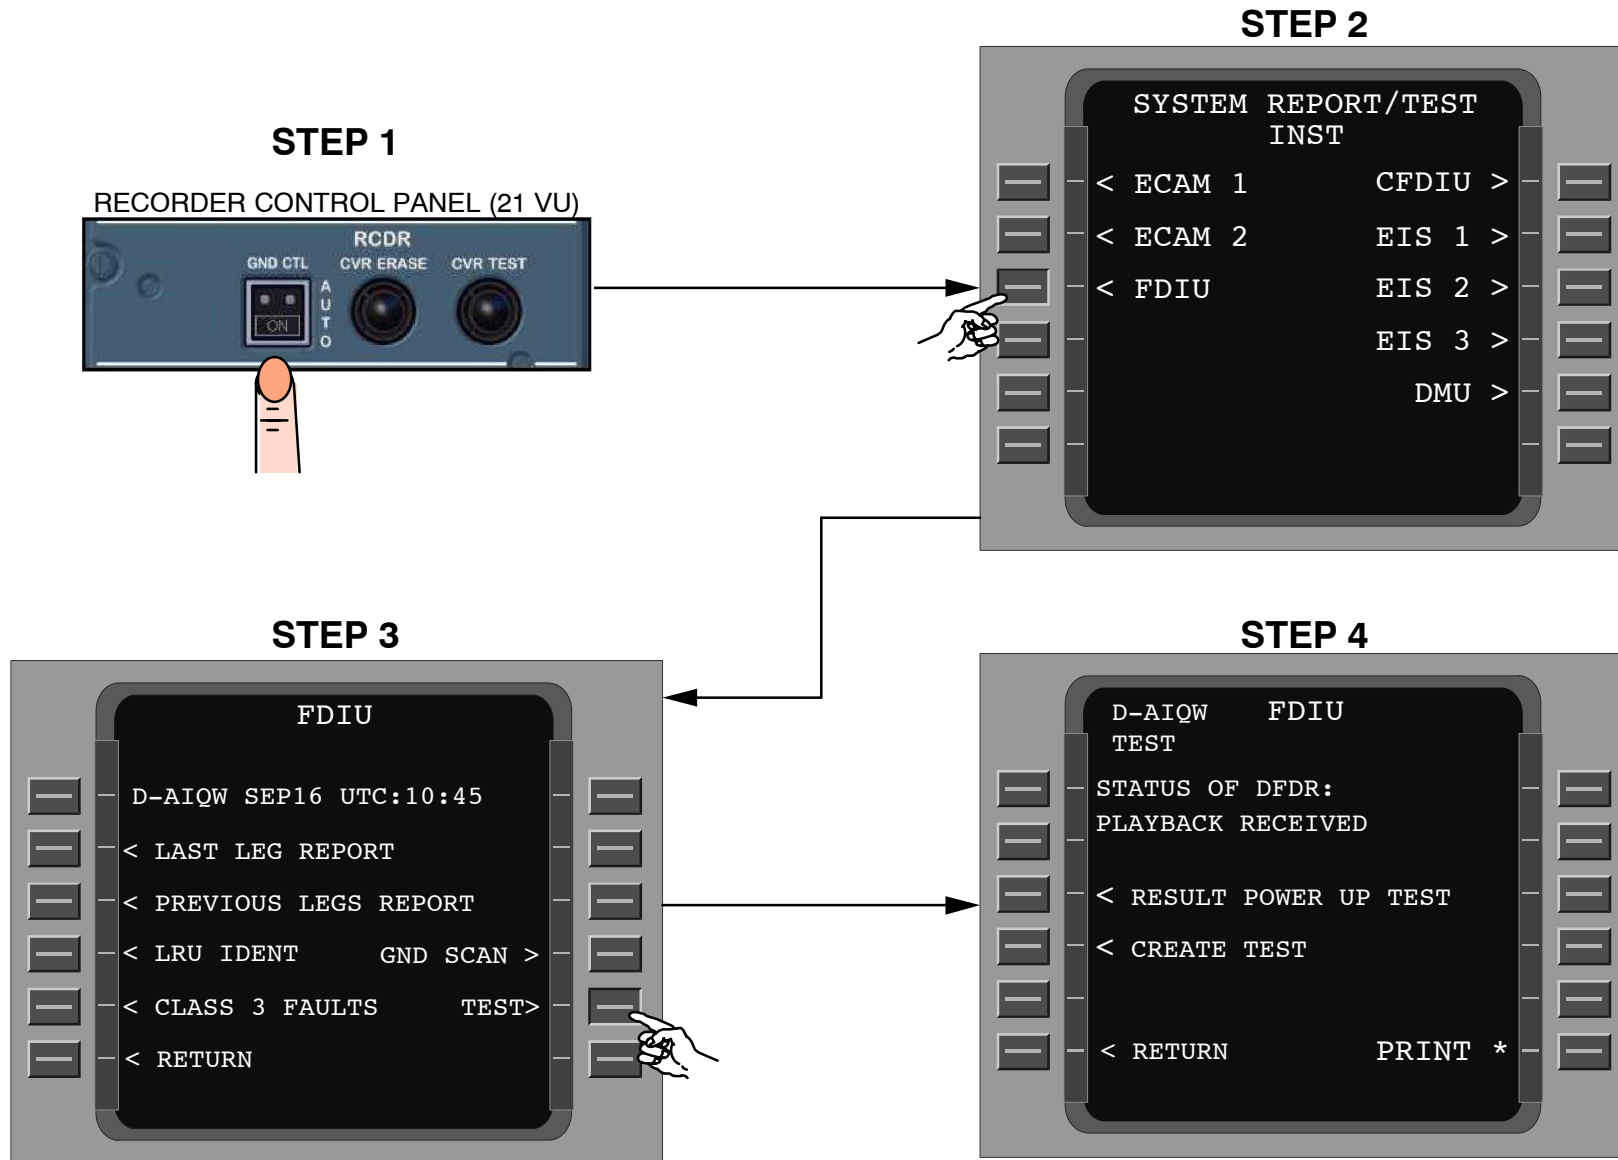 STEP 1
RECORDER CONTROL PANEL (21 VU)
RCDR
GND CTL
CVR ERASE
CVR TEST
AUTO
ON
STEP 2
SYSTEM REPORT/TEST
INST
< ECAM 1 CFDIU >
< ECAM 2 EIS 1 >
< FDIU EIS 2 >
EIS 3 >
DMU >
STEP 3
FDIU
D-AIQW SEP16 UTC:10:45
< LAST LEG REPORT
< PREVIOUS LEGS REPORT
< LRU IDENT GND SCAN >
< CLASS 3 FAULTS TEST>
< RETURN
STEP 4
D-AIQW FDIU
TEST
STATUS OF DFDR:
PLAYBACK RECEIVED
< RESULT POWER UP TEST
< CREATE TEST
< RETURN PRINT *